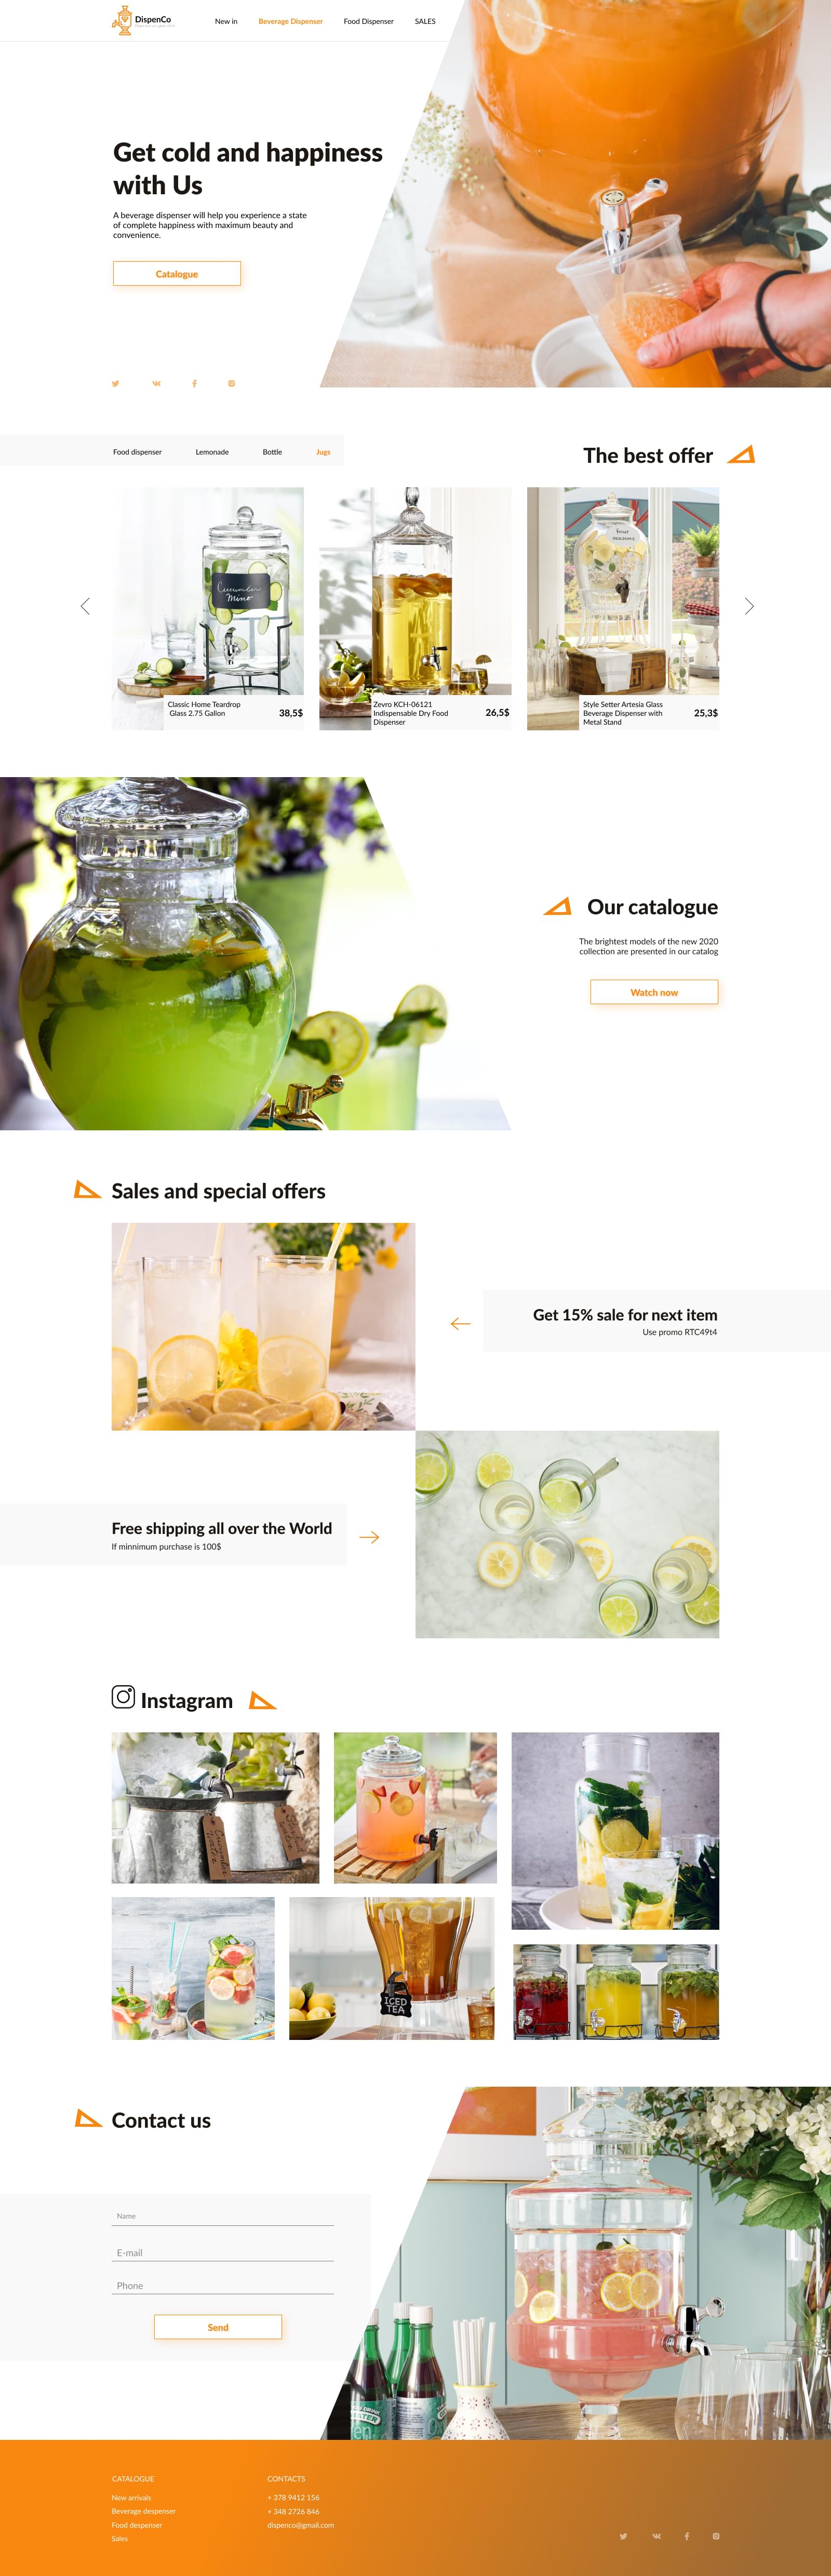 DispenCo
New in
Beverage Dispenser
Food Dispenser
SALES
Get cold and happiness
with Us
A beverage dispenser will help you experience a state
of complete happiness with maximum beauty and
convenience.
Catalogue
Food dispenser
Lemonade
Bottle
Jugs
The best offer
Cucumber
Mint
Classic Home Teardrop
Glass 2.75 Gallon
38,5$
Zevro KCH-06121
Indispensable Dry Food
Dispenser
26,5$
Style Setter Artesia Glass
Beverage Dispenser with
Metal Stand
25,3$
Our catalogue
The brightest models of the new 2020
collection are presented in our catalog
Watch now
Sales and special offers
Get 15% sale for next item
Use promo RTC49t4
Free shipping all over the World
If minnimum purchase is 100$
Instagram
ICED
TEA
Contact us
Name
E-mail
Phone
Send
CATALOGUE
New arrivals
Beverage despenser
Food despenser
Sales
CONTACTS
+ 378 9412 156
+ 348 2726 846
dispenco@gmail.com